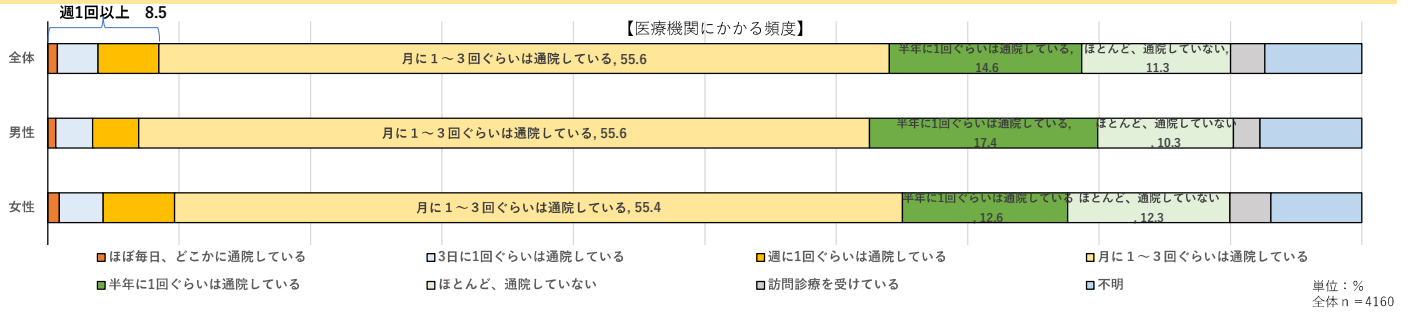 週1回以上　8.5
【医療機関にかかる頻度】
全体
月に１～３回ぐらいは通院している, 55.6
半年に1回ぐらいは通院している,
14.6
ほとんど、通院していない,
11.3
男性
月に１～３回ぐらいは通院している, 55.6
半年に1回ぐらいは通院している,
17.4
ほとんど、通院していない
, 10.3
女性
月に１～３回ぐらいは通院している, 55.4
半年に1回ぐらいは通院している
, 12.6
ほとんど、通院していない
, 12.3
ほぼ毎日、どこかに通院している
3日に1回ぐらいは通院している
週に1回ぐらいは通院している
月に１～３回ぐらいは通院している
半年に1回ぐらいは通院している
ほとんど、通院していない
訪問診療を受けている
不明
単位：％
全体ｎ＝4160